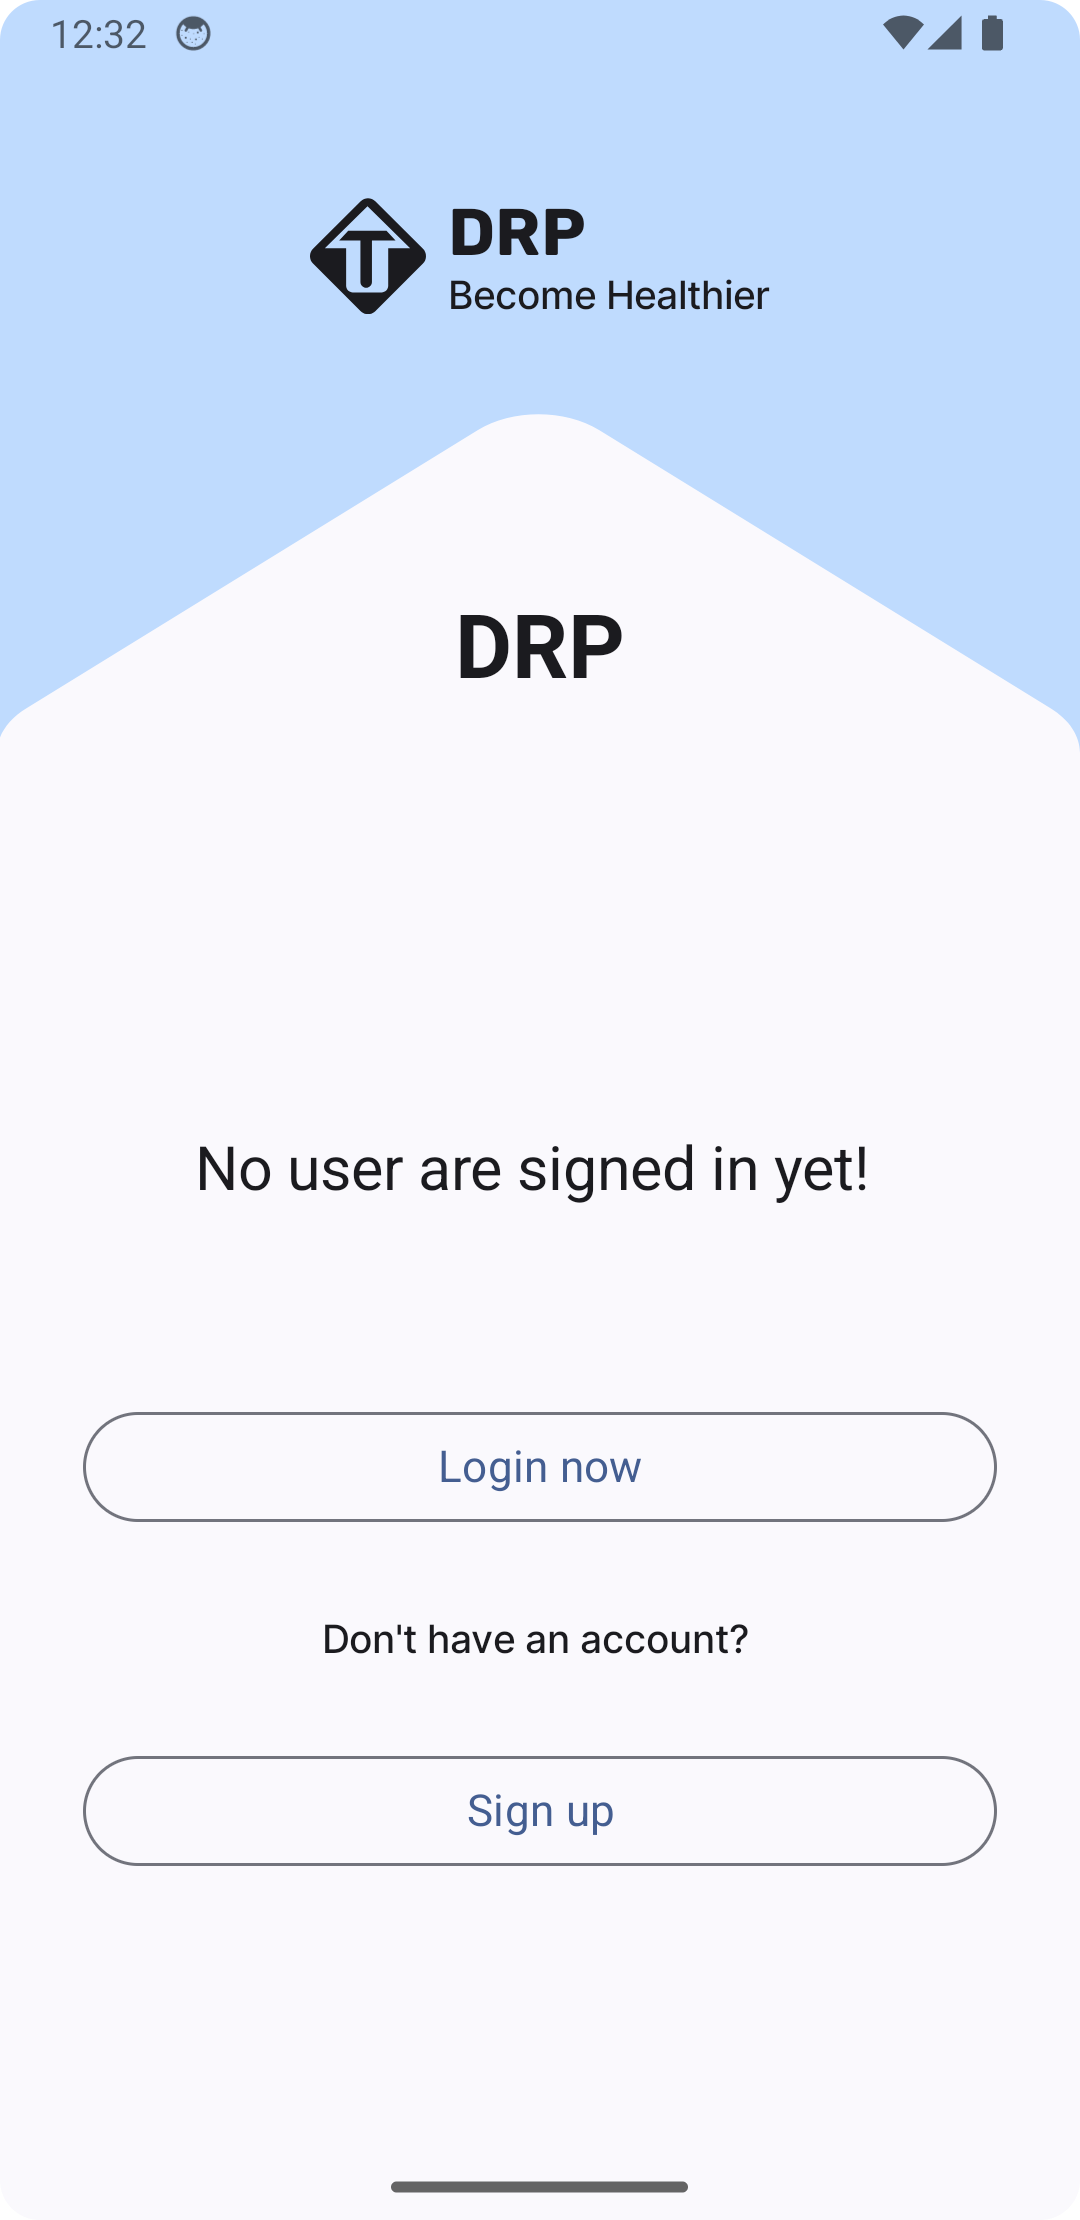 12:32
DRP
Become Healthier
DRP
No user are signed in yet!
Login now
Don't have an account?
Sign up